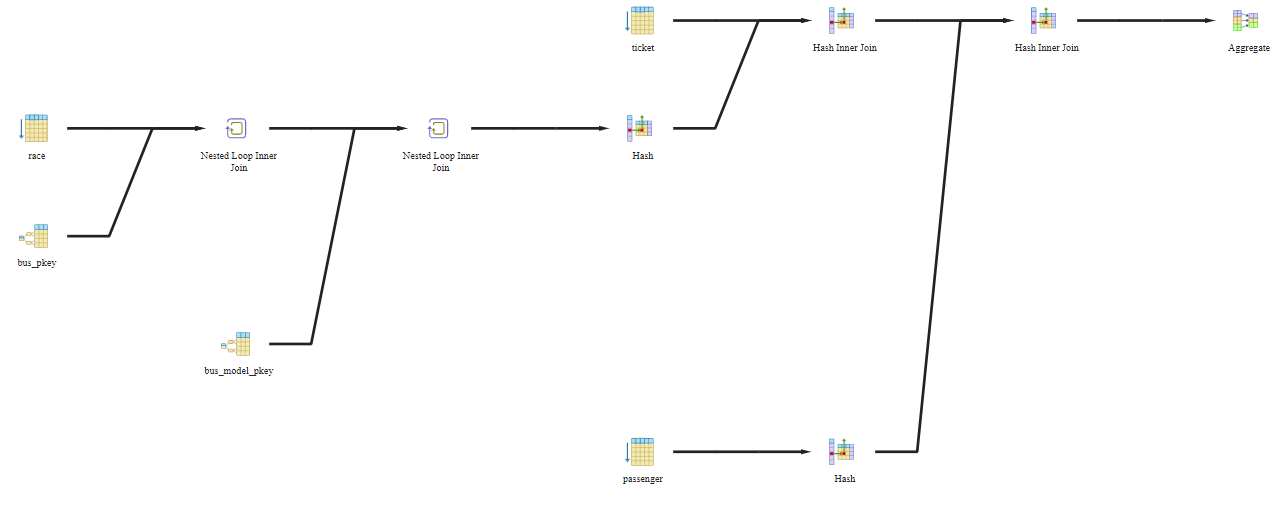 ticket
Hash Inner Join
Hash Inner Join
Aggregate
race
Nested Loop Inner
Join
Nested Loop Inner
Join
Hash
bus_pkey
bus_model_pkey
passenger
Hash